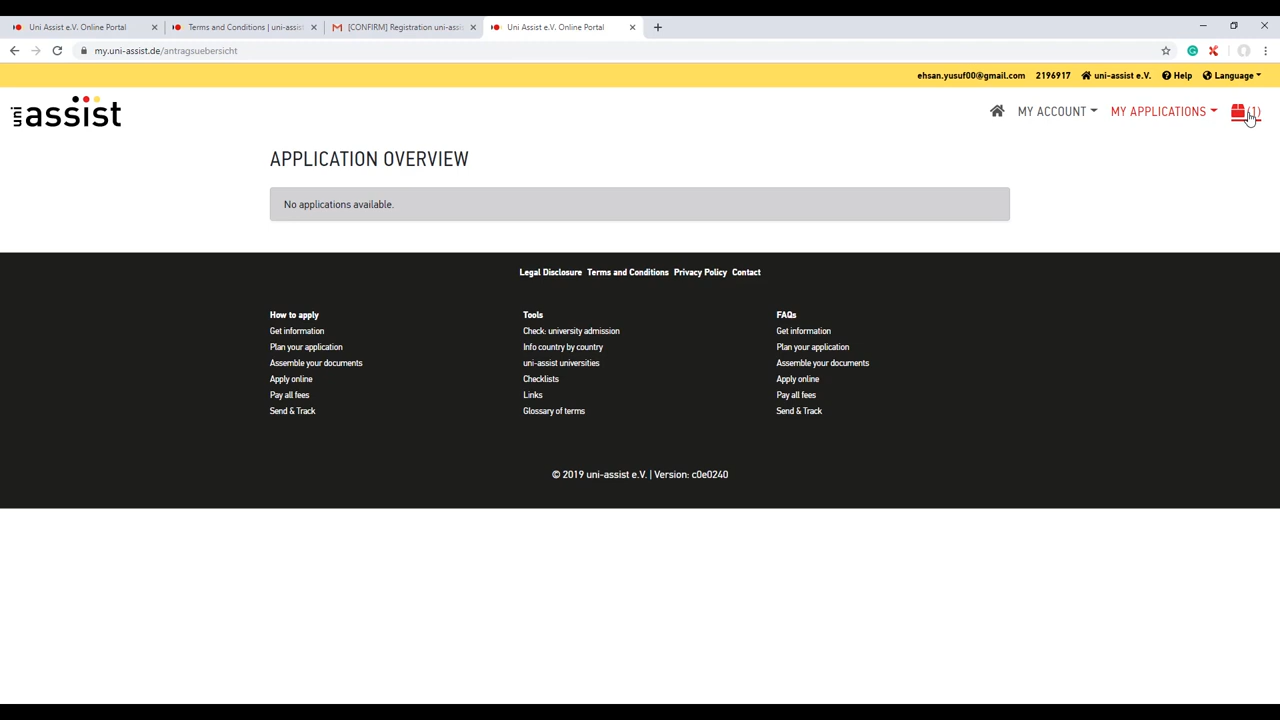 Uni Assist e.V. Online Portal
Terms and Conditions | uni-assis
[CONFIRM] Registration uni-assis
Uni Assist e.V. Online Portal
my.uni-assist.de/antragsuebersicht
ehsan.yusuf00@gmail.com 2196917 uni-assist e.V. Help Language
uni assist
MY ACCOUNT MY APPLICATIONS (1)
APPLICATION OVERVIEW
No applications available.
Legal Disclosure Terms and Conditions Privacy Policy Contact
How to apply
Get information
Plan your application
Assemble your documents
Apply online
Pay all fees
Send & Track
Tools
Check: university admission
Info country by country
uni-assist universities
Checklists
Links
Glossary of terms
FAQs
Get information
Plan your application
Assemble your documents
Apply online
Pay all fees
Send & Track
© 2019 uni-assist e.V. | Version: c0e0240